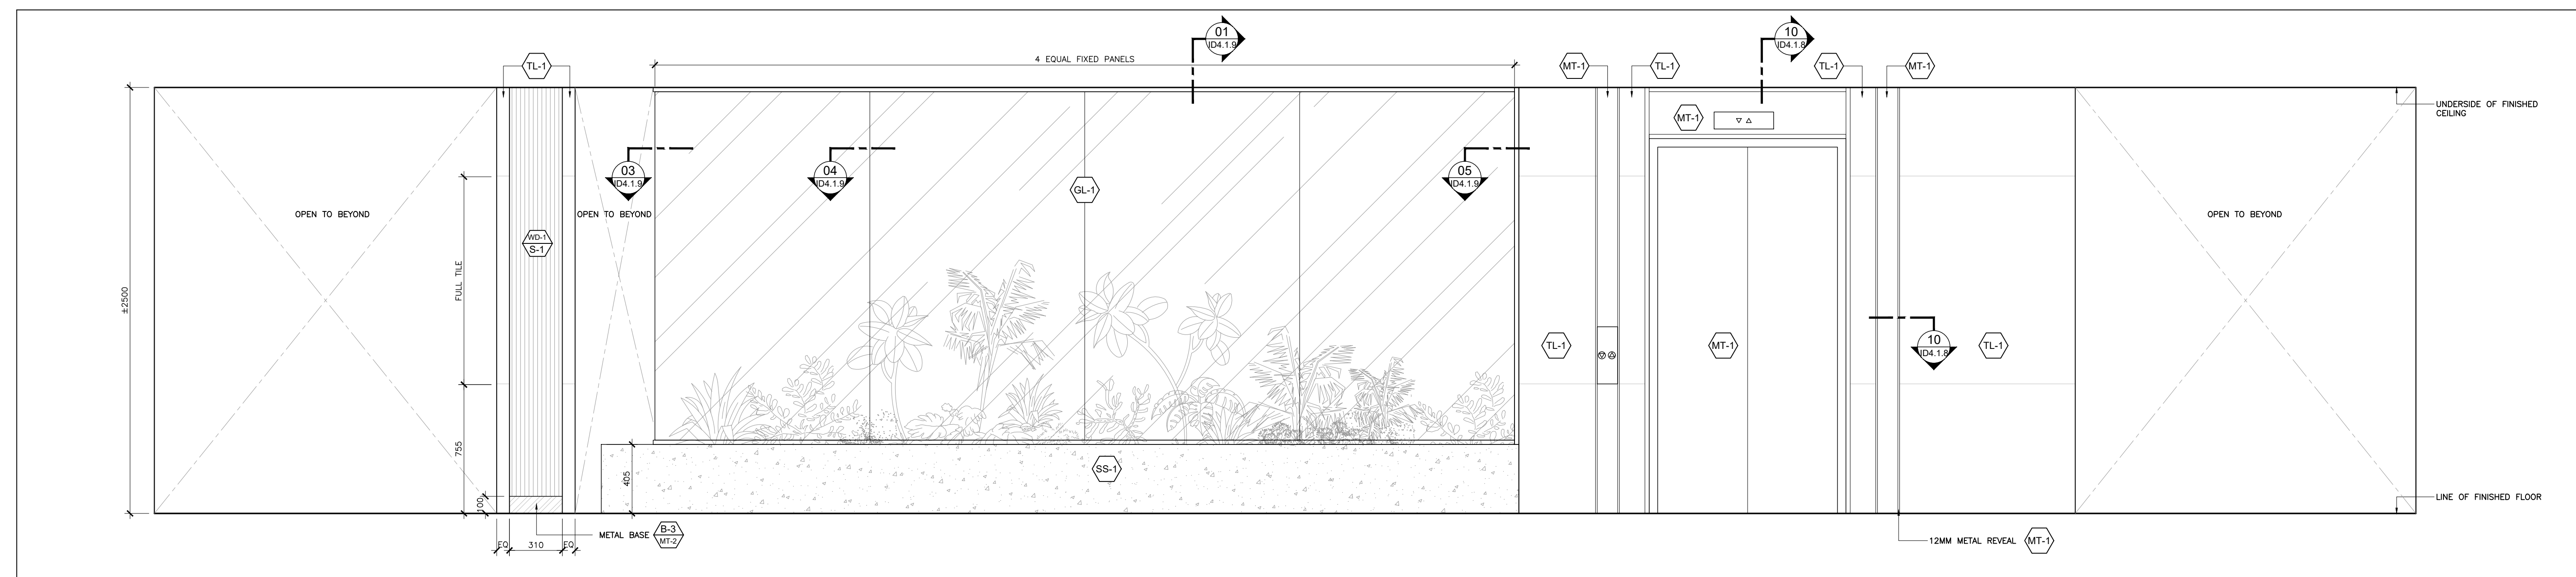 01
ID4.1.9
10
ID4.1.8
4 EQUAL FIXED PANELS
TL-1
MT-1
TL-1
TL-1
MT-1
UNDERSIDE OF FINISHED
CEILING
MT-1
03
ID4.1.9
04
ID4.1.9
05
ID4.1.9
GL-1
OPEN TO BEYOND
OPEN TO BEYOND
OPEN TO BEYOND
WD-1
S-1
FULL TILE
±2500
TL-1
MT-1
10
ID4.1.8
TL-1
755
405
SS-1
100
LINE OF FINISHED FLOOR
METAL BASE
B-3
MT-2
EQ
310
EQ
12MM METAL REVEAL
MT-1